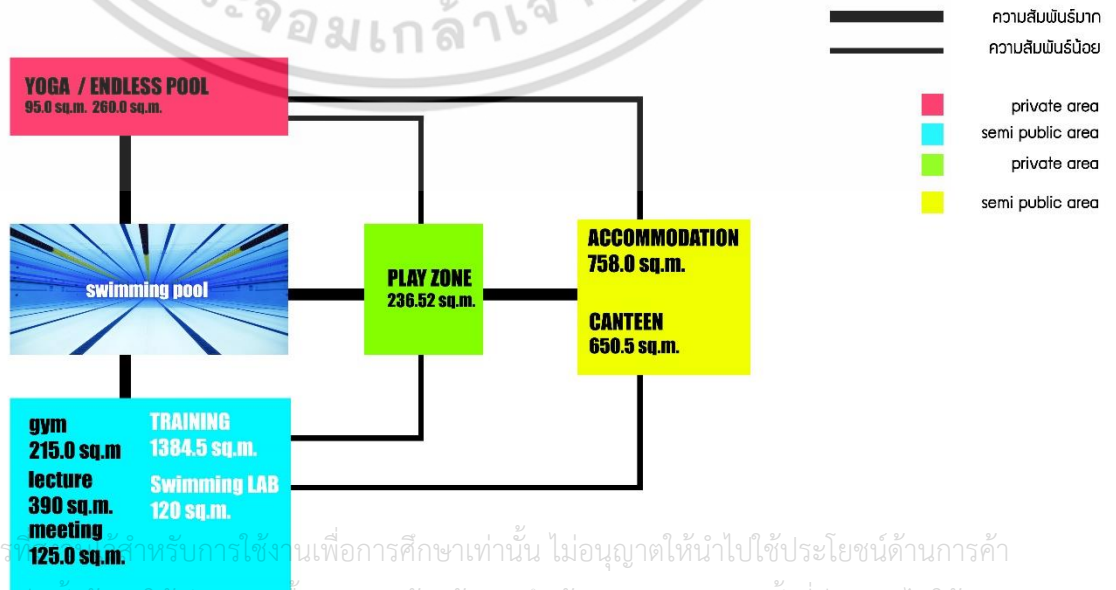 ความสัมพันธ์มาก
ความสัมพันธ์น้อย
private area
semi public area
private area
semi public area
YOGA / ENDLESS POOL
95.0 sq.m. 260.0 sq.m.
swimming pool
PLAY ZONE
236.52 sq.m.
ACCOMMODATION
758.0 sq.m.
CANTEEN
650.5 sq.m.
gym
215.0 sq.m
lecture
390 sq.m.
meeting
125.0 sq.m.
TRAINING
1384.5 sq.m.
Swimming LAB
120 sq.m.
สำหรับการใช้งานเพื่อการศึกษาเท่านั้น ไม่อนุญาตให้นำไปใช้ประโยชน์ด้านการค้า